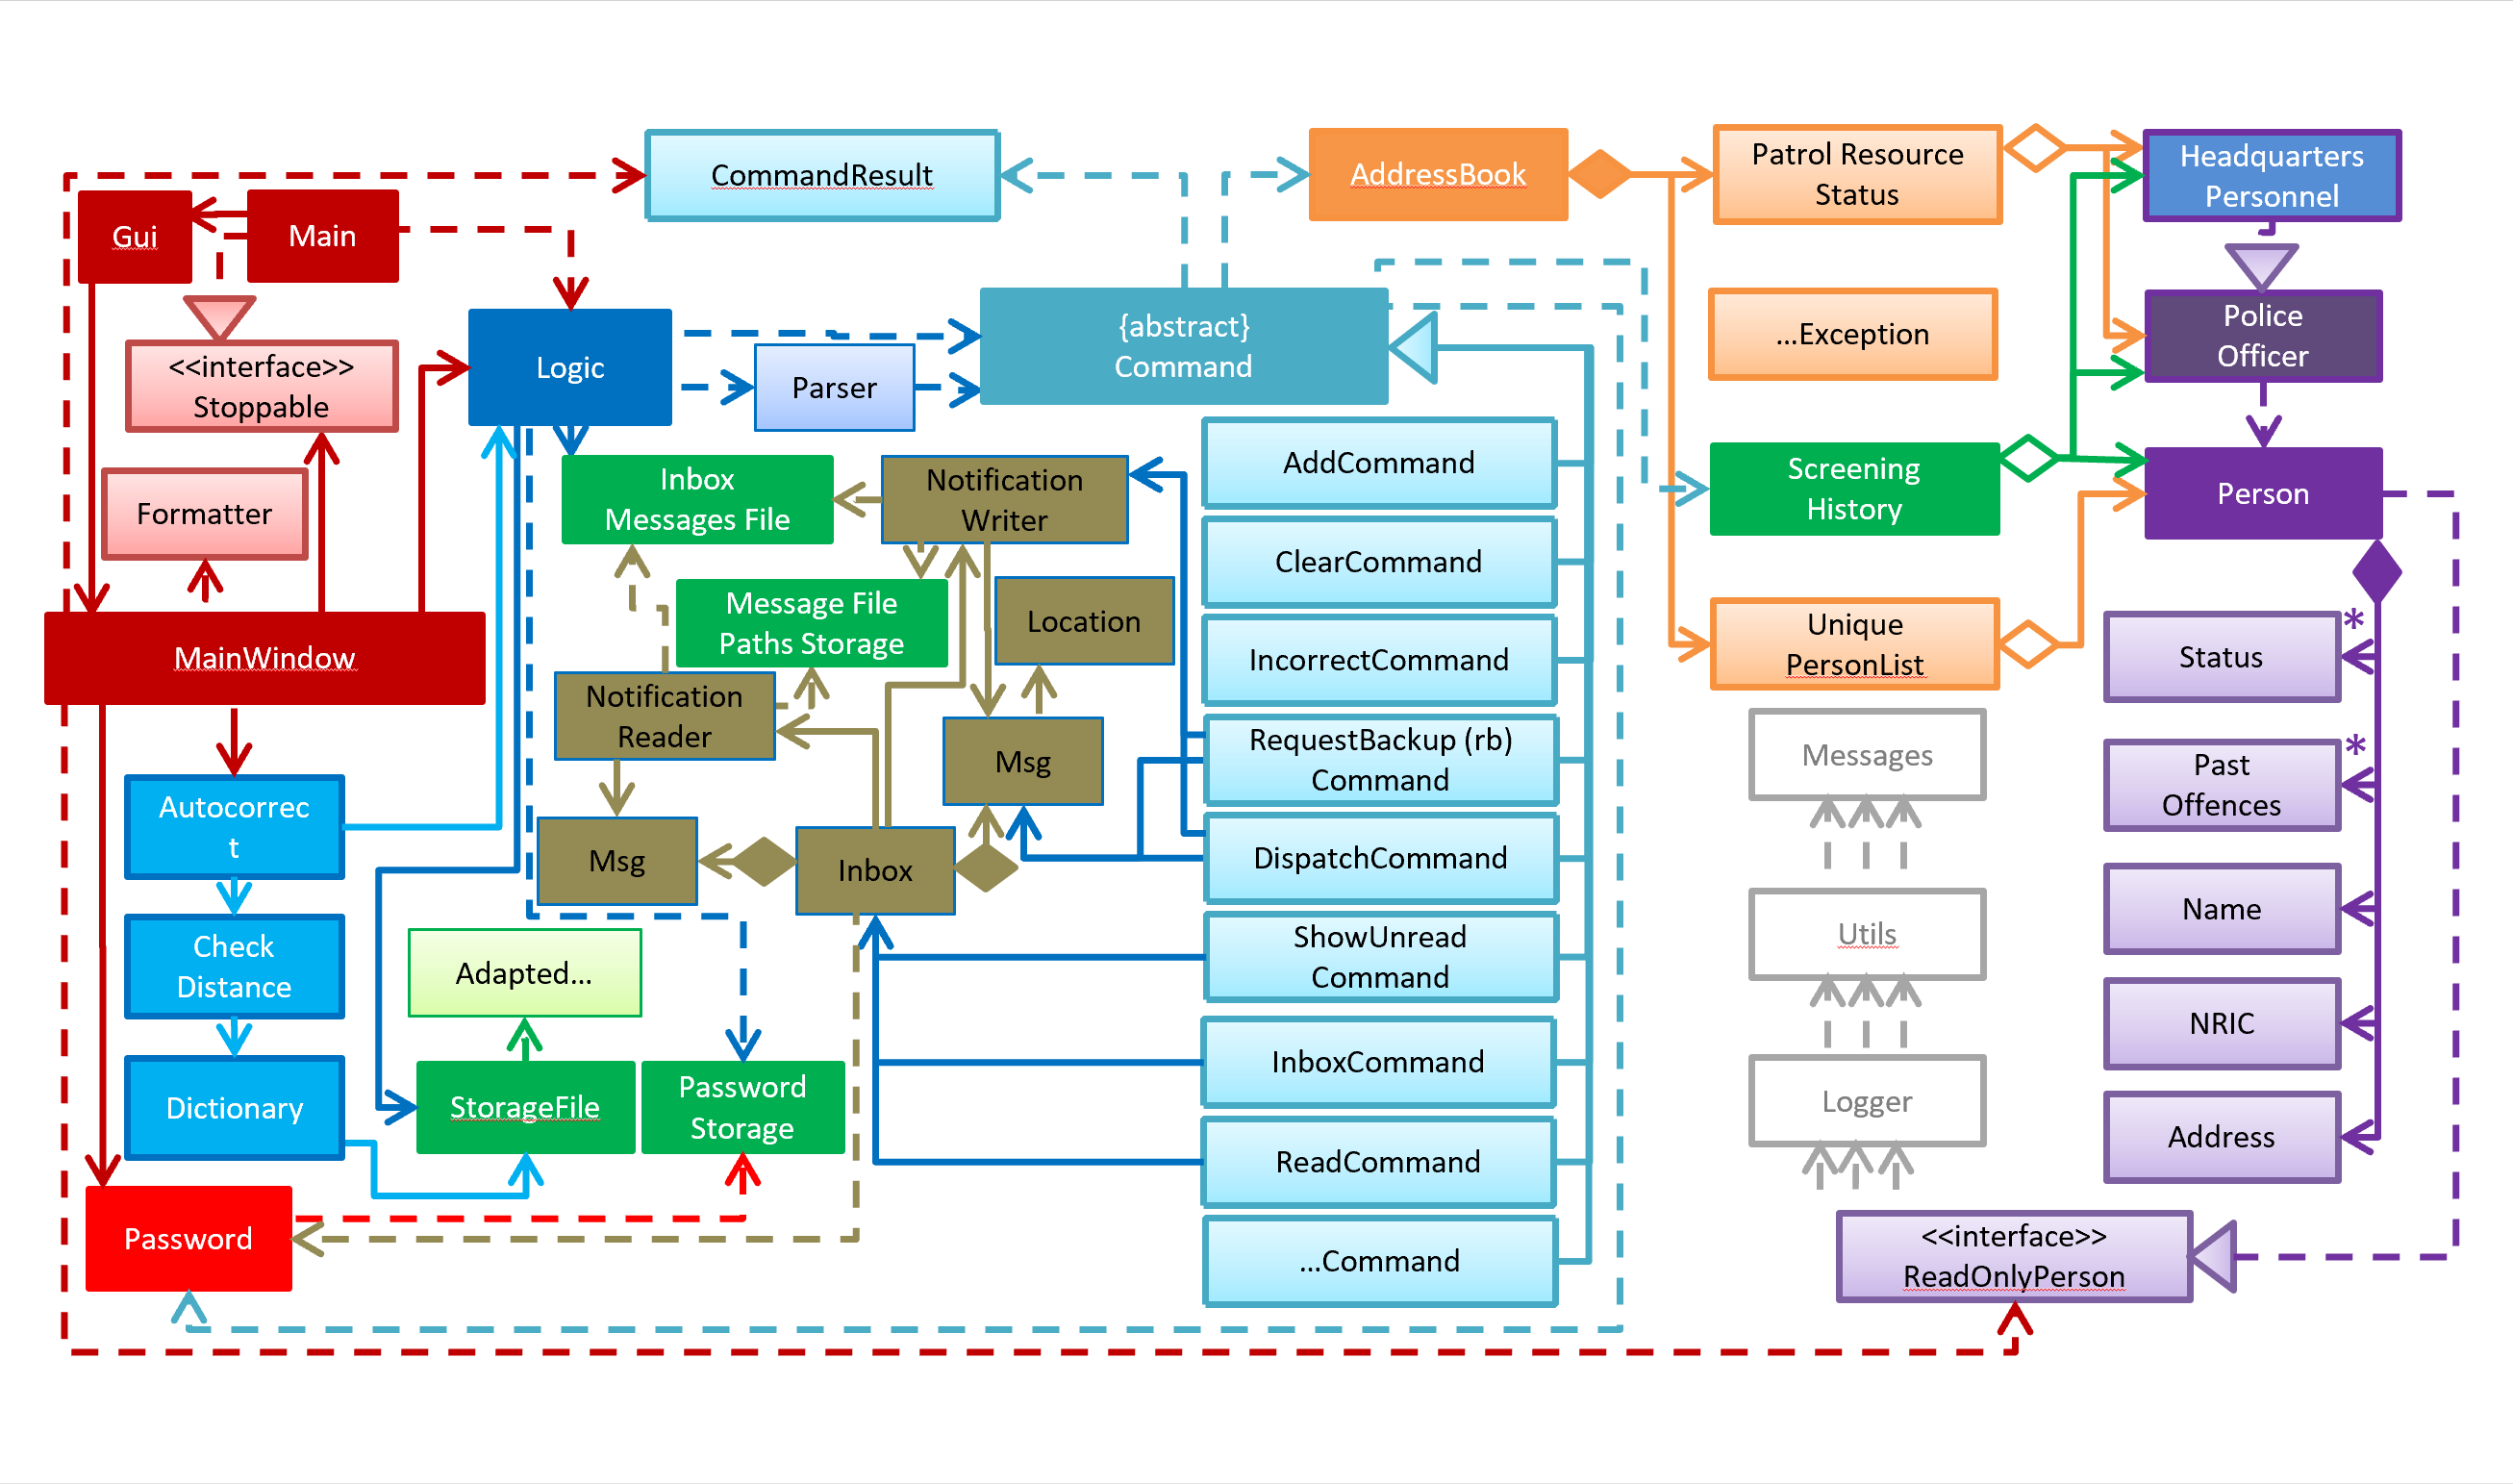 CommandResult
AddressBook
Patrol Resource
Status
Headquarters
Personnel
Gui
Main
{abstract}
Command
...Exception
Police
Officer
Logic
Parser
<<interface>>
Stoppable
Formatter
Inbox
Messages File
Notification
Writer
AddCommand
Screening
History
Person
ClearCommand
Message File
Paths Storage
Location
IncorrectCommand
Unique
PersonList
Status
*
MainWindow
Notification
Reader
Msg
RequestBackup (rb)
Command
Messages
Past
Offences
*
Autocorrec
t
Msg
Inbox
DispatchCommand
Utils
Name
Check
Distance
Adapted...
ShowUnread
Command
NRIC
Dictionary
StorageFile
Password
Storage
InboxCommand
Logger
Address
ReadCommand
Password
...Command
<<interface>>
ReadOnlyPerson